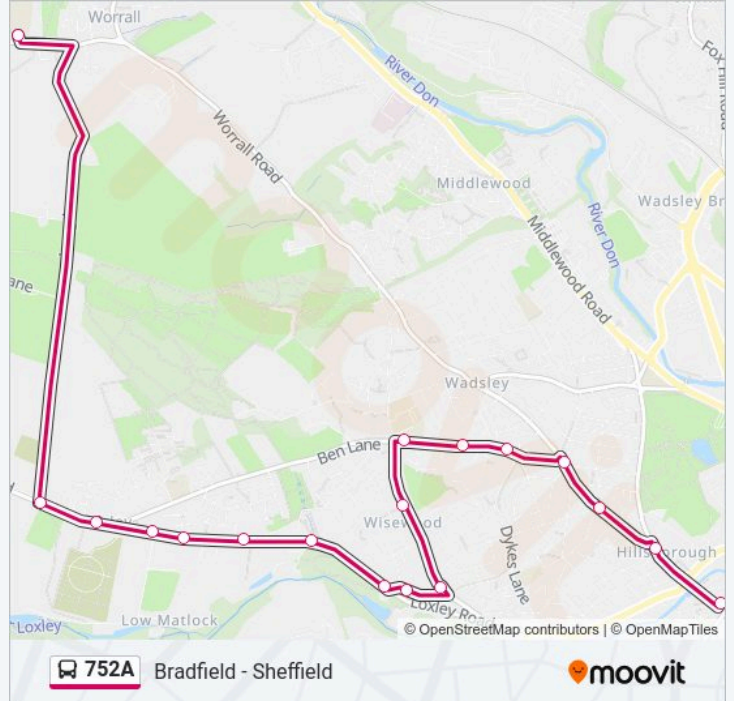 Worrall
Fox Hill Road
River Don
Worrall Road
Middlewood
Wadsley Br
River Don
Middlewood Road
ane
Wadsley
Ben Lane
Wisewood
Dykes Lane
Hillsborough
Loxley Road
Low Matlock
Loxley
© OpenStreetMap contributors | © OpenMapTiles
752A Bradfield - Sheffield
moovit